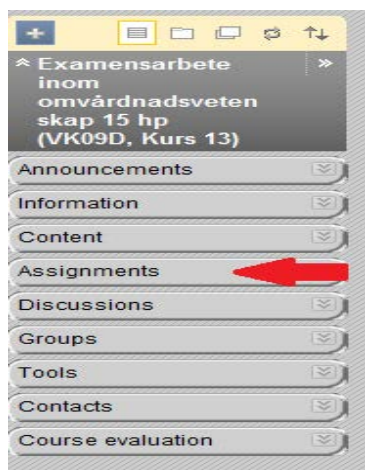 Examensarbete
inom
omvårdnadsveten
skap 15 hp
(VK09D, Kurs 13)
Announcements
Information
Content
Assignments
Discussions
Groups
Tools
Contacts
Course evaluation